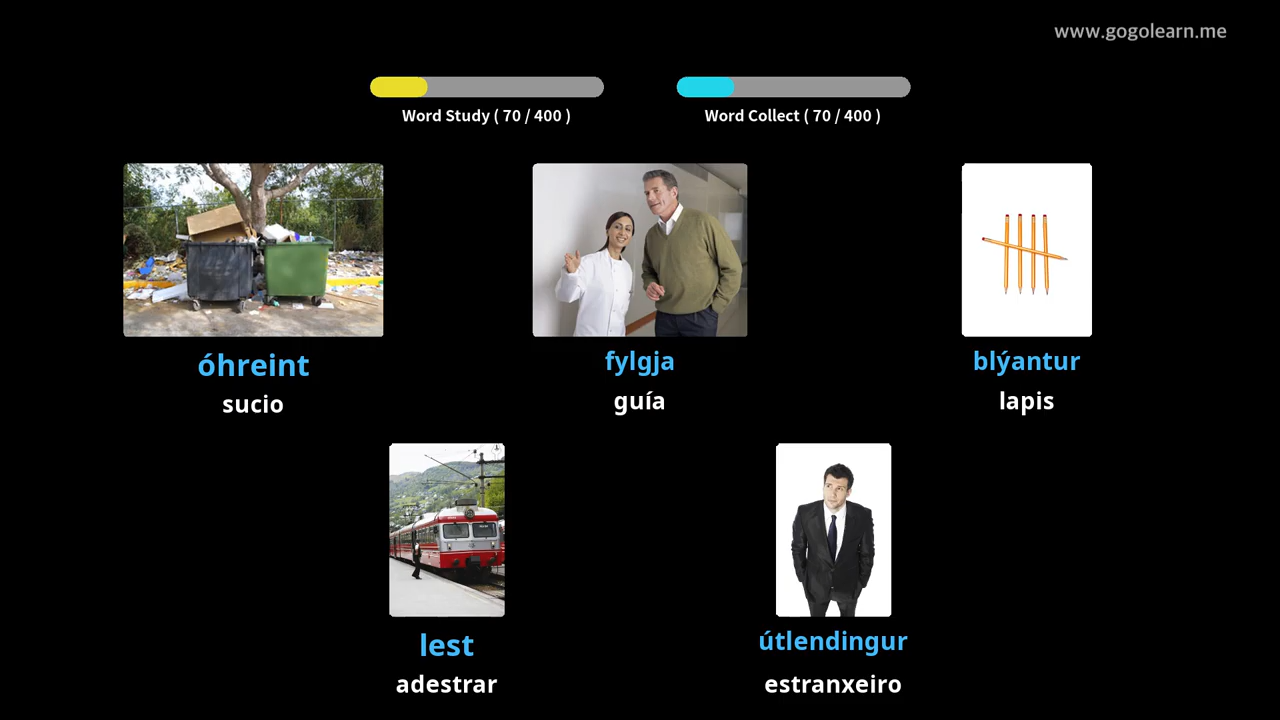 www.gogolearn.me
Word Study ( 70 / 400 )
Word Collect ( 70 / 400 )
óhreint
sucio
fylgja
guía
blýantur
lapis
lest
adestrar
útlendingur
estranxeiro